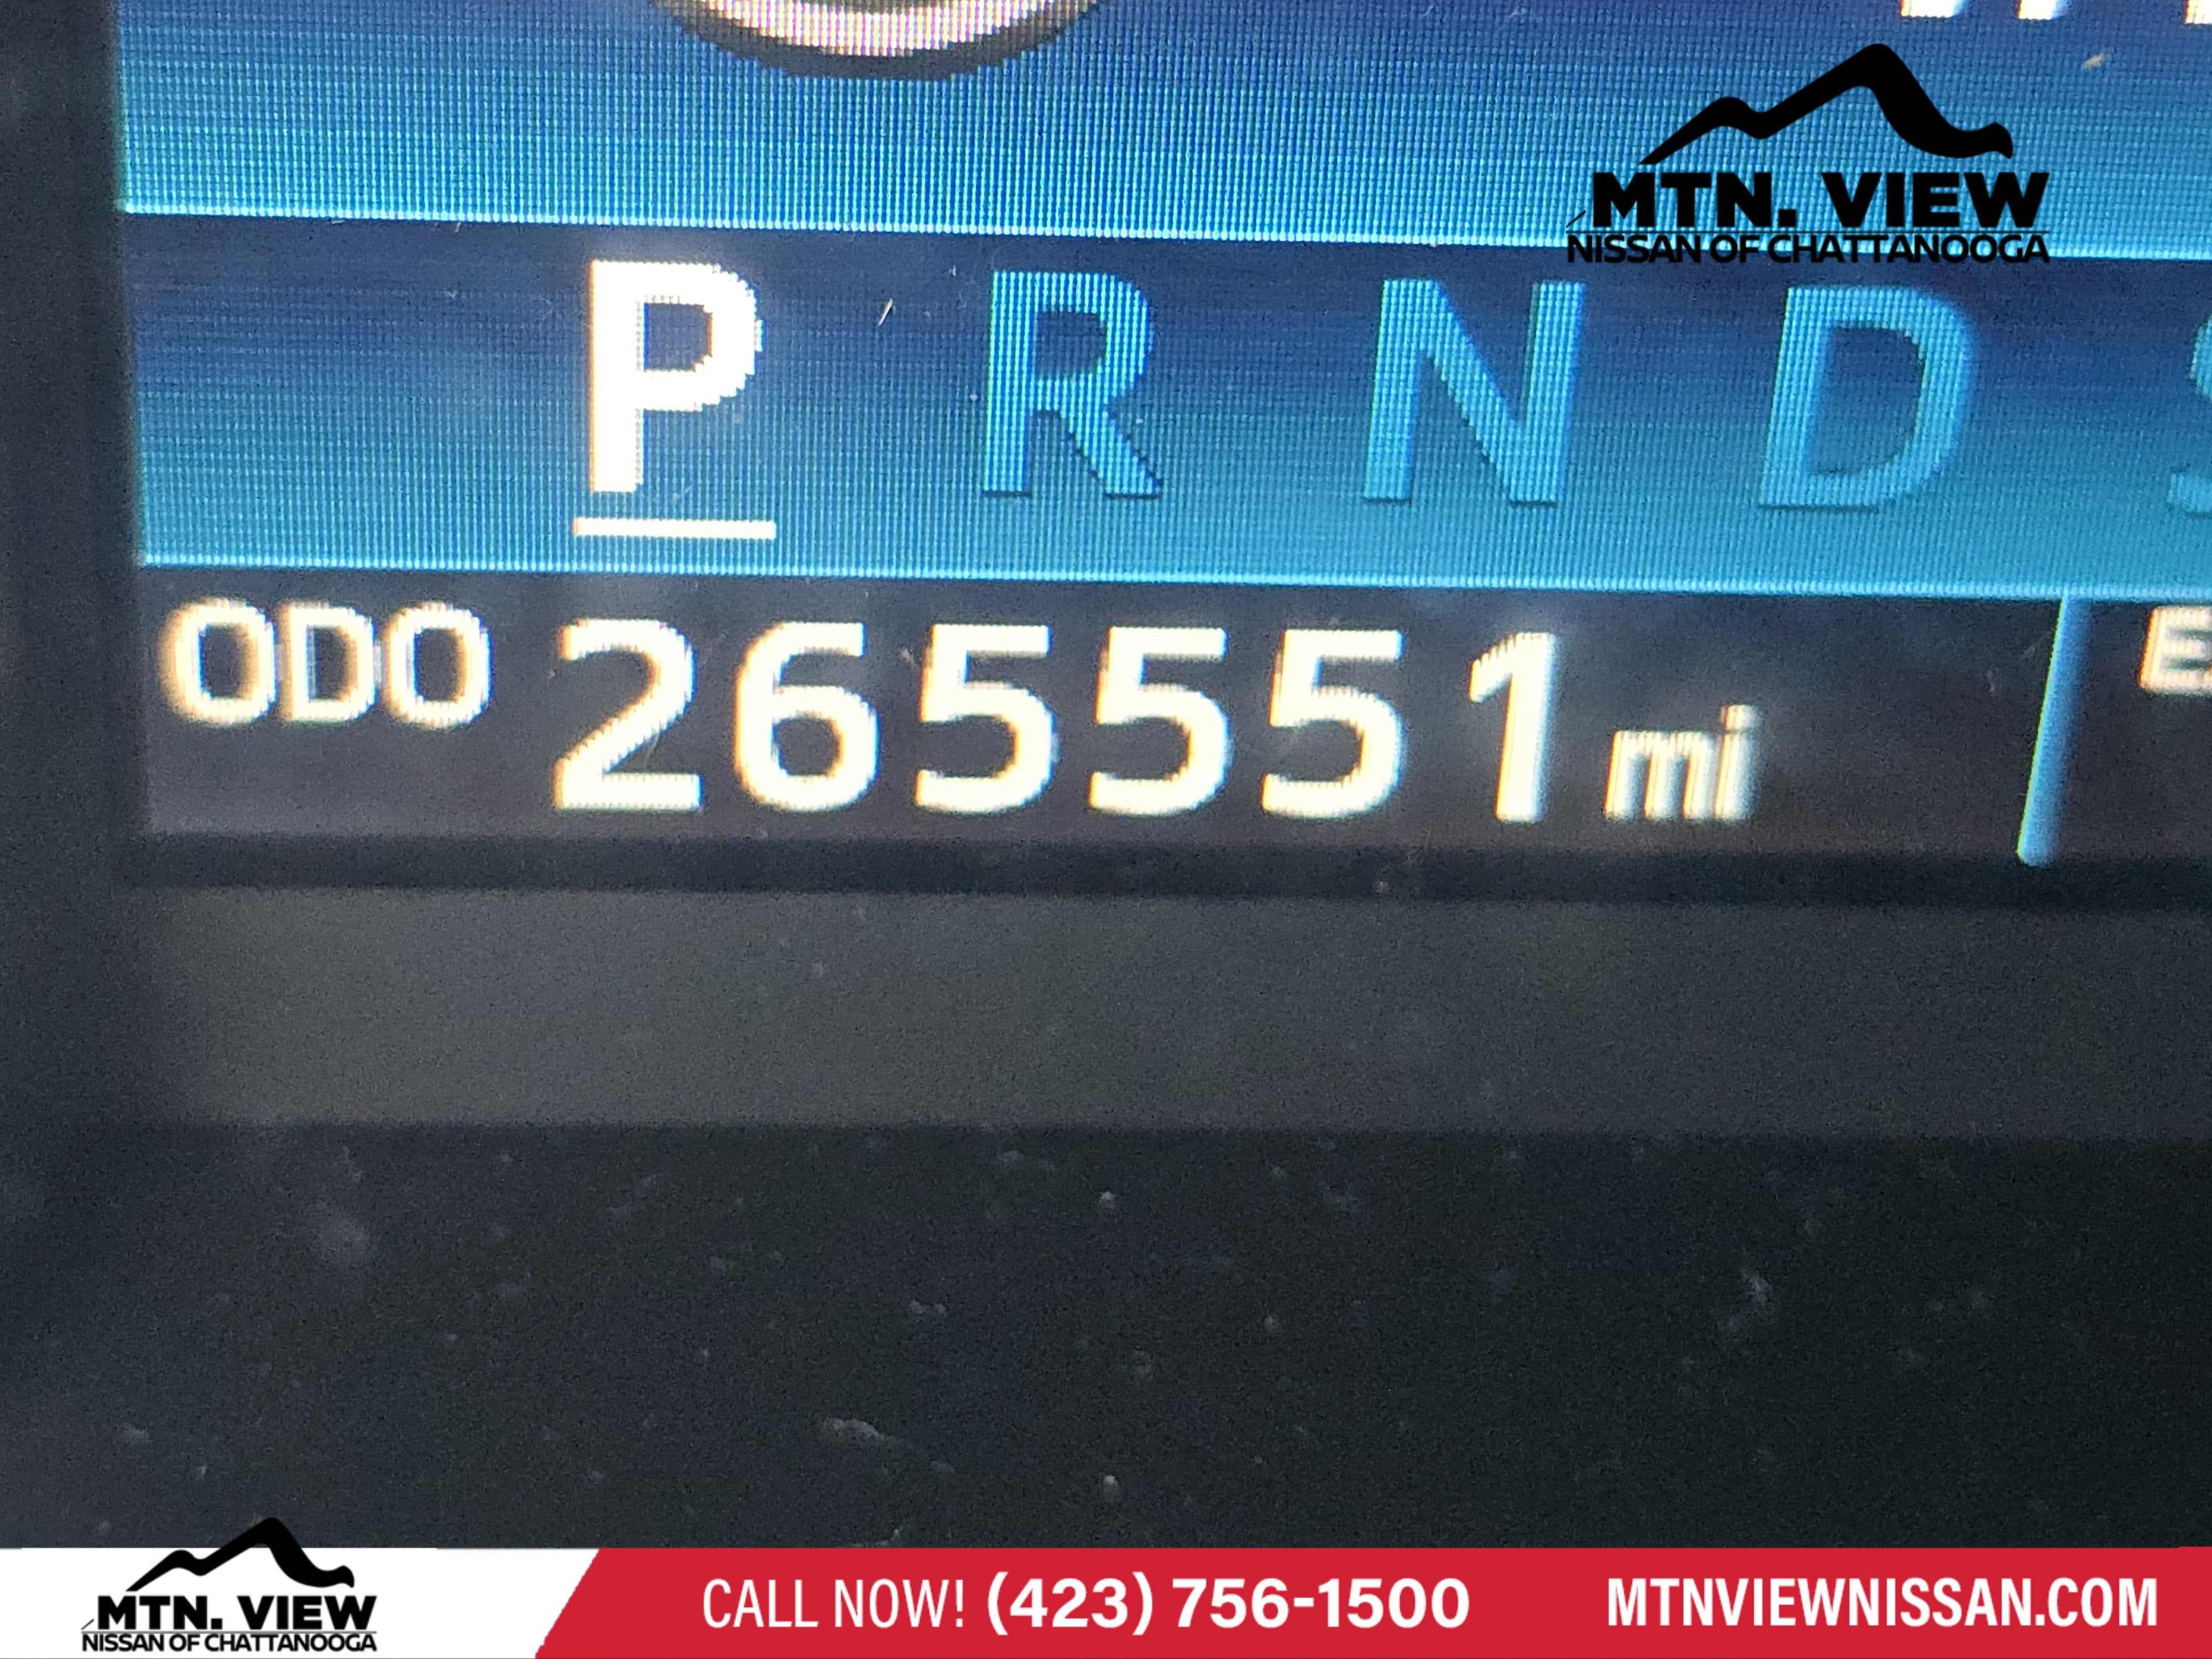 MTN. VIEW
NISSAN OF CHATTANOOGA
P R N D
ODO 265551 mi
MTN. VIEW
NISSAN OF CHATTANOOGA
CALL NOW! (423) 756-1500
MTNVIEWNISSAN.COM